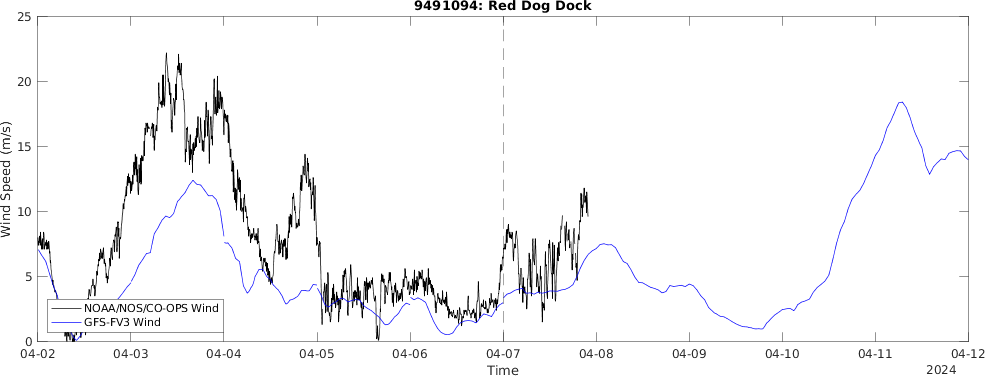 9491094: Red Dog Dock
25
20
15
10
5
0
Wind Speed (m/s)
NOAA/NOS/CO-OPS Wind
GFS-FV3 Wind
04-02 04-03 04-04 04-05 04-06 04-07 04-08 04-09 04-10 04-11 04-12
Time
2024